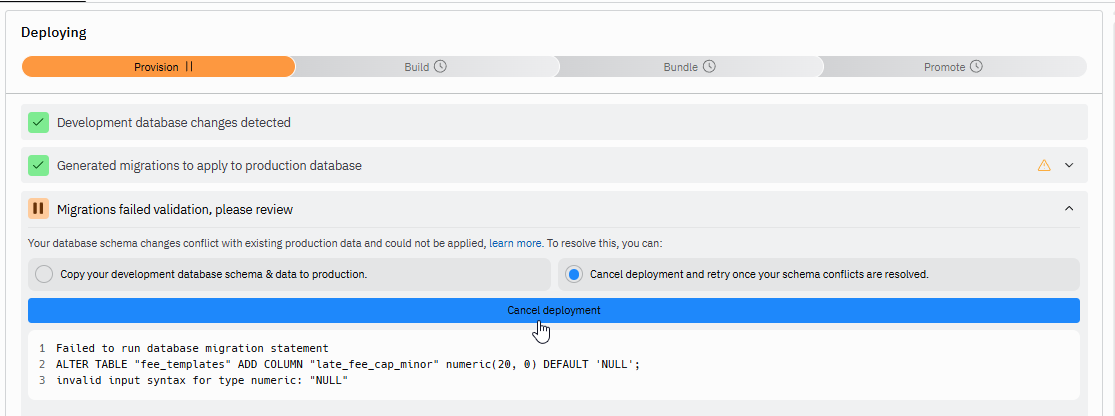 Deploying
Provision
Build
Bundle
Promote
Development database changes detected
Generated migrations to apply to production database
Migrations failed validation, please review
Your database schema changes conflict with existing production data and could not be applied, learn more. To resolve this, you can:
Copy your development database schema & data to production.
Cancel deployment and retry once your schema conflicts are resolved.
Cancel deployment
1 Failed to run database migration statement
2 ALTER TABLE "fee_templates" ADD COLUMN "late_fee_cap_minor" numeric(20, 0) DEFAULT 'NULL';
3 invalid input syntax for type numeric: "NULL"